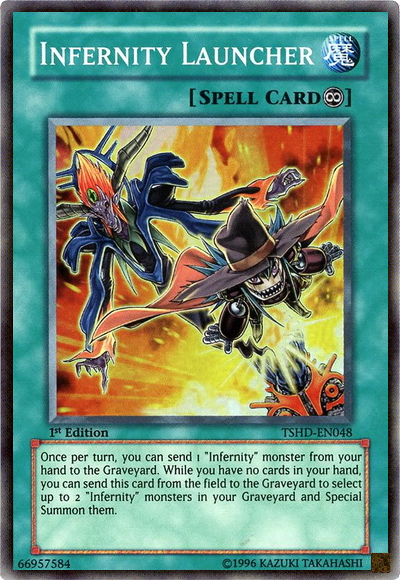 INFERNITY LAUNCHER
魔
[SPELL CARD]
1st Edition
TSHD-EN048
Once per turn, you can send 1 "Infernity" monster from
your hand to the Graveyard. While you have no cards in your hand,
you can send this card from the field to the Graveyard to select
up to 2 "Infernity" monsters in your Graveyard and Special
Summon them.
66957584
©1996 KAZUKI TAKAHASHI